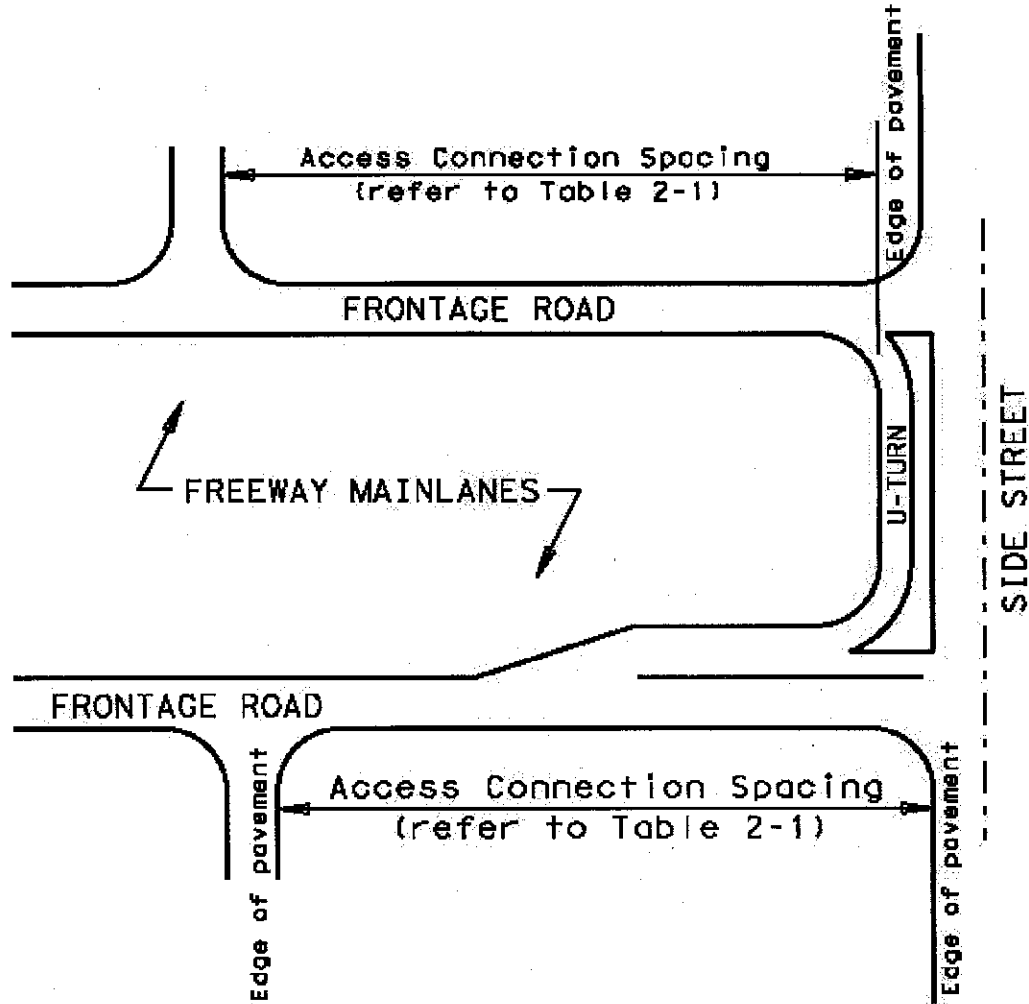 Edge of pavement
Access Connection Spacing
(refer to Table 2-1)
FRONTAGE ROAD
FREEWAY MAINLANES
U-TURN
SIDE STREET
FRONTAGE ROAD
Edge of pavement
Access Connection Spacing
(refer to Table 2-1)
Edge of pavement